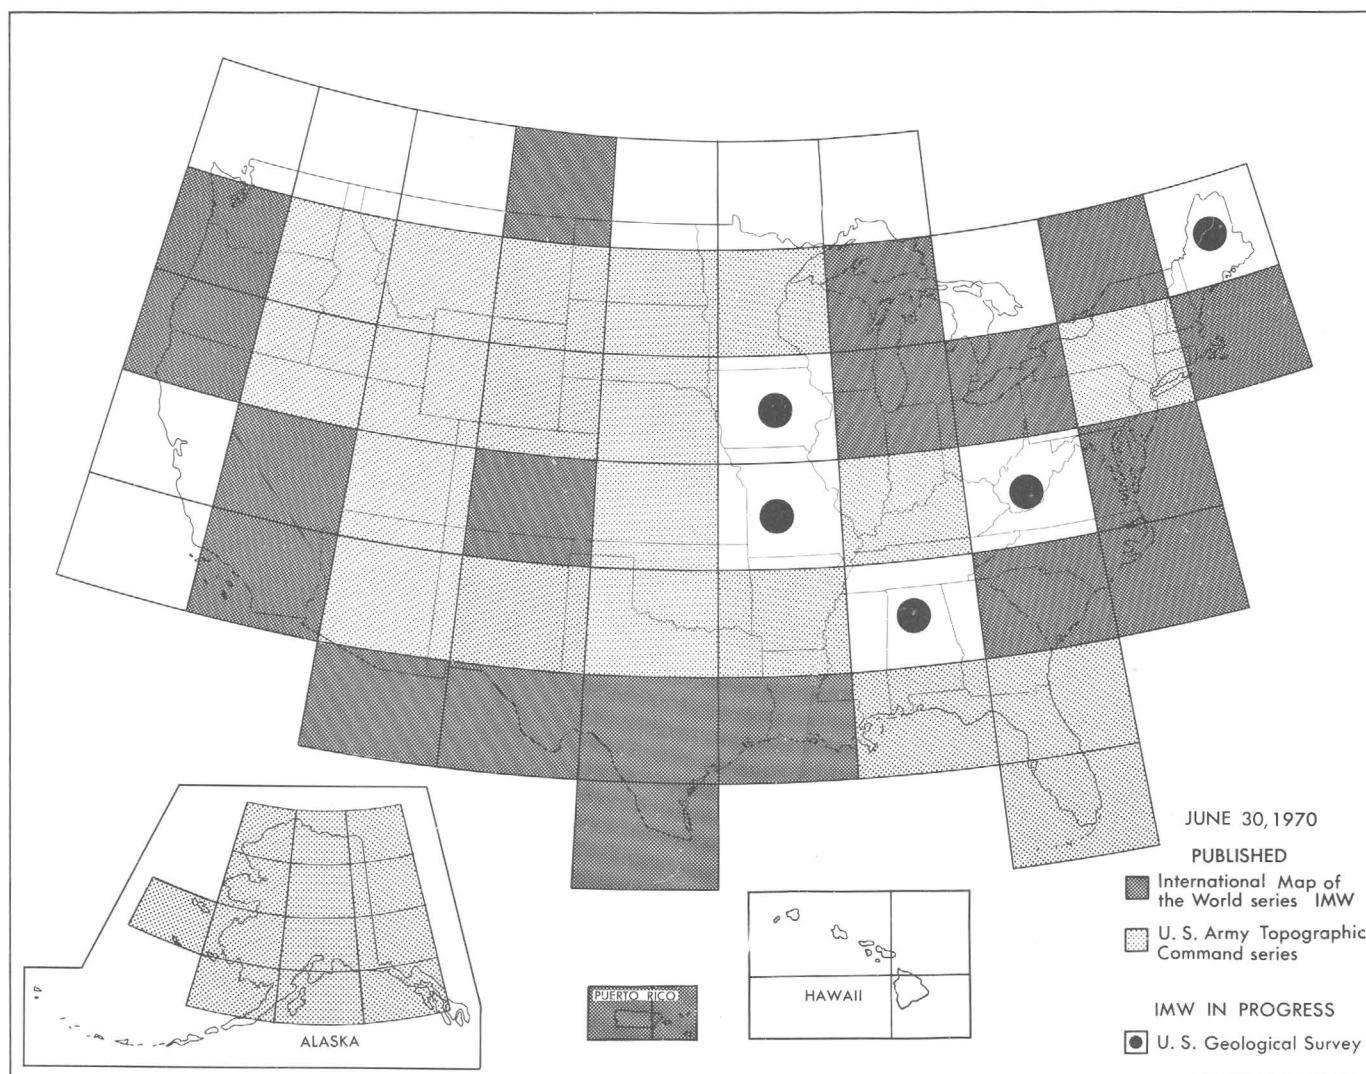 JUNE 30, 1970
PUBLISHED
International Map of
the World series IMW
U. S. Army Topographic
Command series
IMW IN PROGRESS
U. S. Geological Survey
ALASKA
PUERTO RICO
HAWAII